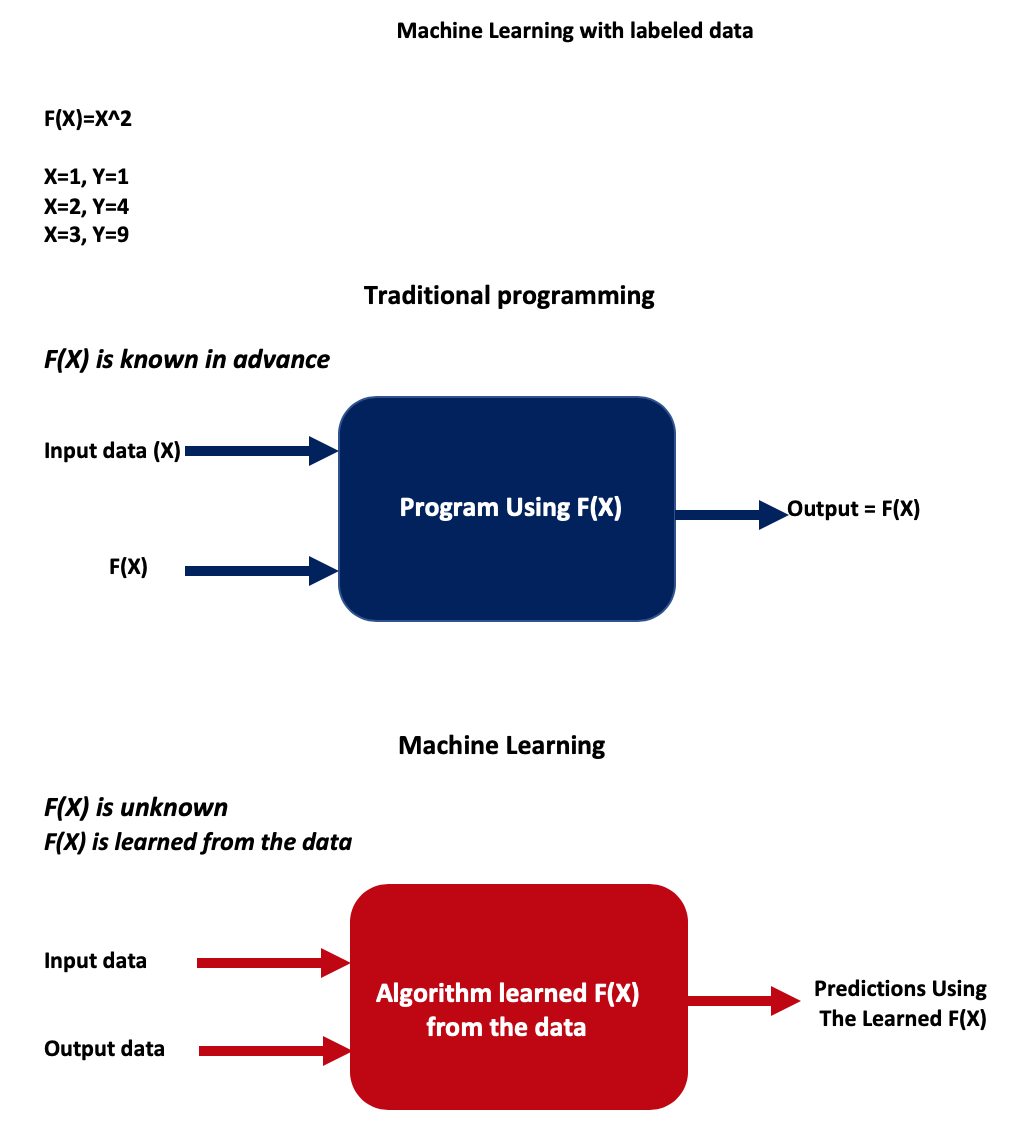 Machine Learning with labeled data
F(X)=X^2
X=1, Y=1
X=2, Y=4
X=3, Y=9
Traditional programming
F(X) is known in advance
Input data (X)
Program Using F(X)
Output = F(X)
F(X)
Machine Learning
F(X) is unknown
F(X) is learned from the data
Input data
Algorithm learned F(X)
from the data
Predictions Using
The Learned F(X)
Output data